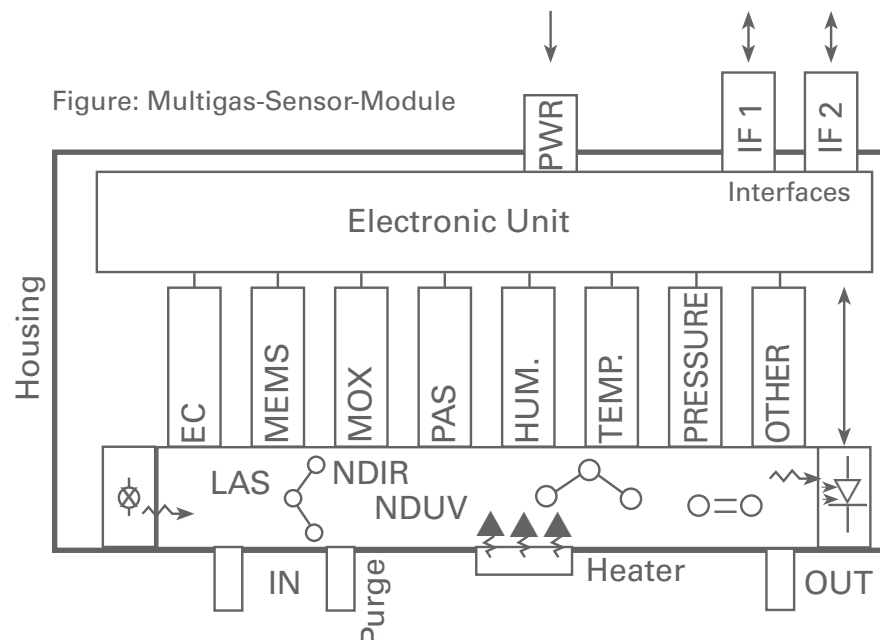 Figure: Multigas-Sensor-Module
PWR
IF 1
IF 2
Interfaces
Electronic Unit
Housing
EC
MEMS
MOX
PAS
HUM.
TEMP.
PRESSURE
OTHER
LAS
NDIR
NDUV
IN
Purge
Heater
OUT